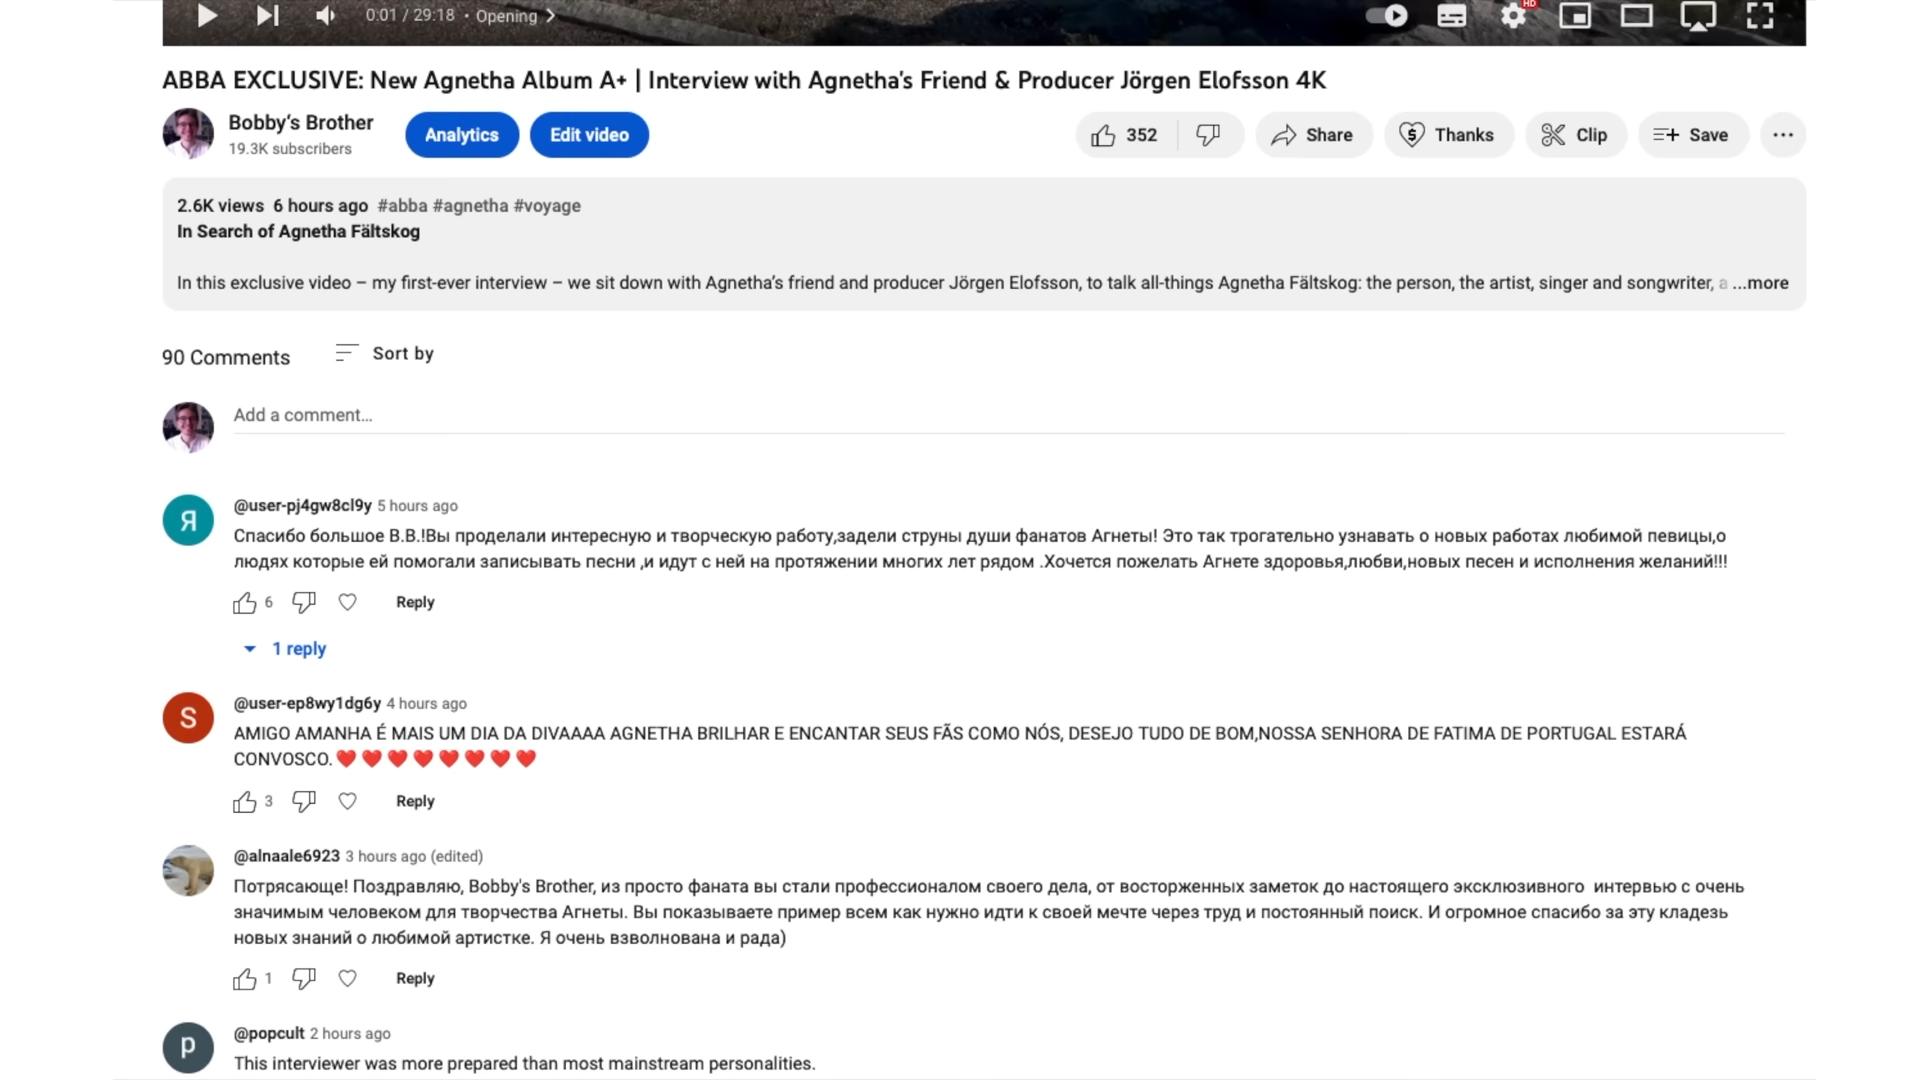 0:01 / 29:18 • Opening
HD
ABBA EXCLUSIVE: New Agnetha Album A+ | Interview with Agnetha's Friend & Producer Jörgen Elofsson 4K
Bobby's Brother
19.3K subscribers
Analytics
Edit video
352
Share
Thanks
Clip
Save
2.6K views 6 hours ago #abba #agnetha #voyage
In Search of Agnetha Fältskog
In this exclusive video – my first-ever interview – we sit down with Agnetha's friend and producer Jörgen Elofsson, to talk all-things Agnetha Fältskog: the person, the artist, singer and songwriter, a ...more
90 Comments
Sort by
Add a comment...
Я
@user-pj4gw8cl9y 5 hours ago
Спасибо большое В.В.!Вы проделали интересную и творческую работу,задели струны души фанатов Агнеты! Это так трогательно узнавать о новых работах любимой певицы,о
людях которые ей помогали записывать песни ,и идут с ней на протяжении многих лет рядом .Хочется пожелать Агнете здоровья,любви,новых песен и исполнения желаний!!!
6
Reply
1 reply
S
@user-ep8wy1dg6y 4 hours ago
AMIGO AMANHA É MAIS UM DIA DA DIVAAAA AGNETHA BRILHAR E ENCANTAR SEUS FÃS COMO NÓS, DESEJO TUDO DE BOM,NOSSA SENHORA DE FATIMA DE PORTUGAL ESTARÁ
CONVOSCO.❤️❤️❤️❤️❤️❤️❤️❤️
3
Reply
@alnaale6923 3 hours ago (edited)
Потрясающе! Поздравляю, Bobby's Brother, из просто фаната вы стали профессионалом своего дела, от восторженных заметок до настоящего эксклюзивного  интервью с очень
значимым человеком для творчества Агнеты. Вы показываете пример всем как нужно идти к своей мечте через труд и постоянный поиск. И огромное спасибо за эту кладезь
новых знаний о любимой артистке. Я очень взволнована и рада)
1
Reply
p
@popcult 2 hours ago
This interviewer was more prepared than most mainstream personalities.